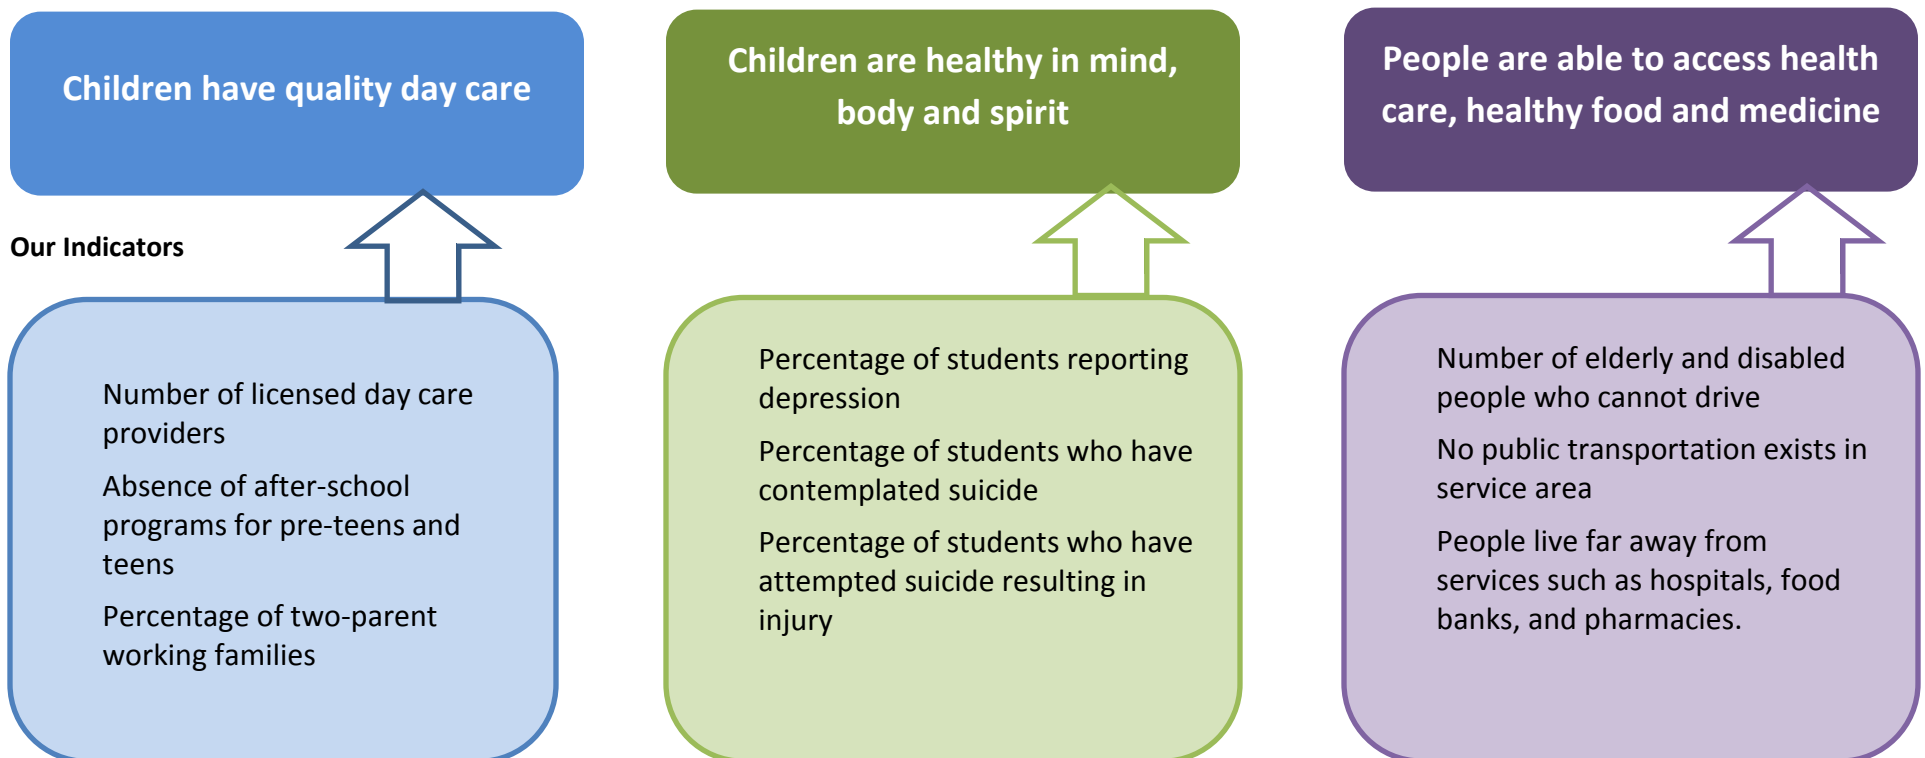 Children have quality day care
Children are healthy in mind,
body and spirit
People are able to access health
care, healthy food and medicine
Our Indicators
Number of licensed day care
providers
Absence of after-school
programs for pre-teens and
teens
Percentage of two-parent
working families
Percentage of students reporting
depression
Percentage of students who have
contemplated suicide
Percentage of students who have
attempted suicide resulting in
injury
Number of elderly and disabled
people who cannot drive
No public transportation exists in
service area
People live far away from
services such as hospitals, food
banks, and pharmacies.